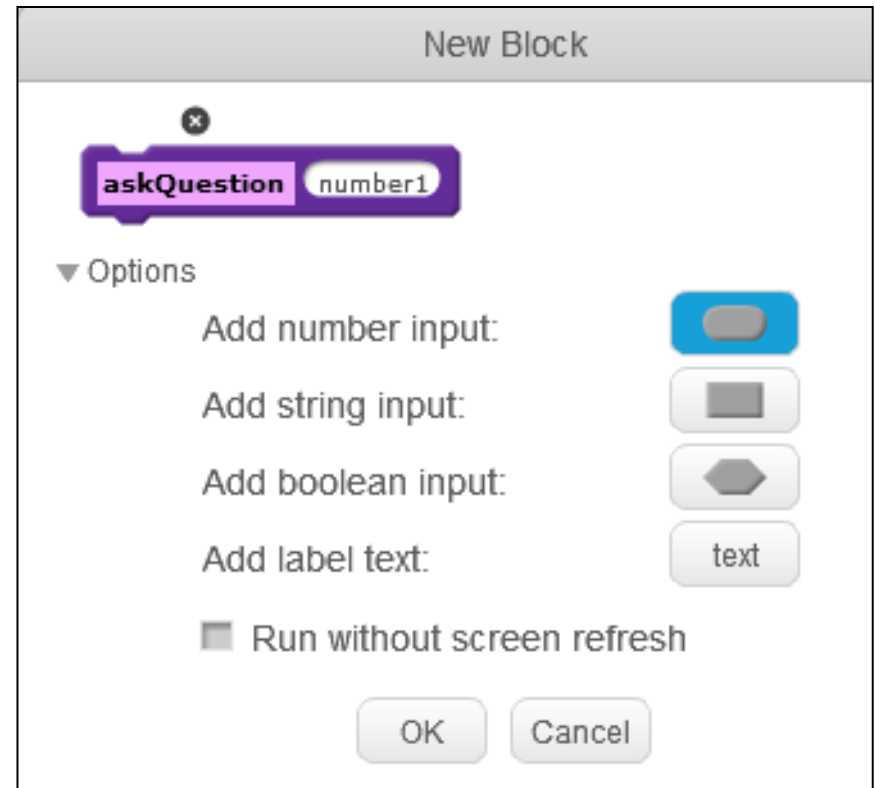 New Block
askQuestion number1
Options
Add number input:
Add string input:
Add boolean input:
Add label text: text
Run without screen refresh
OK Cancel